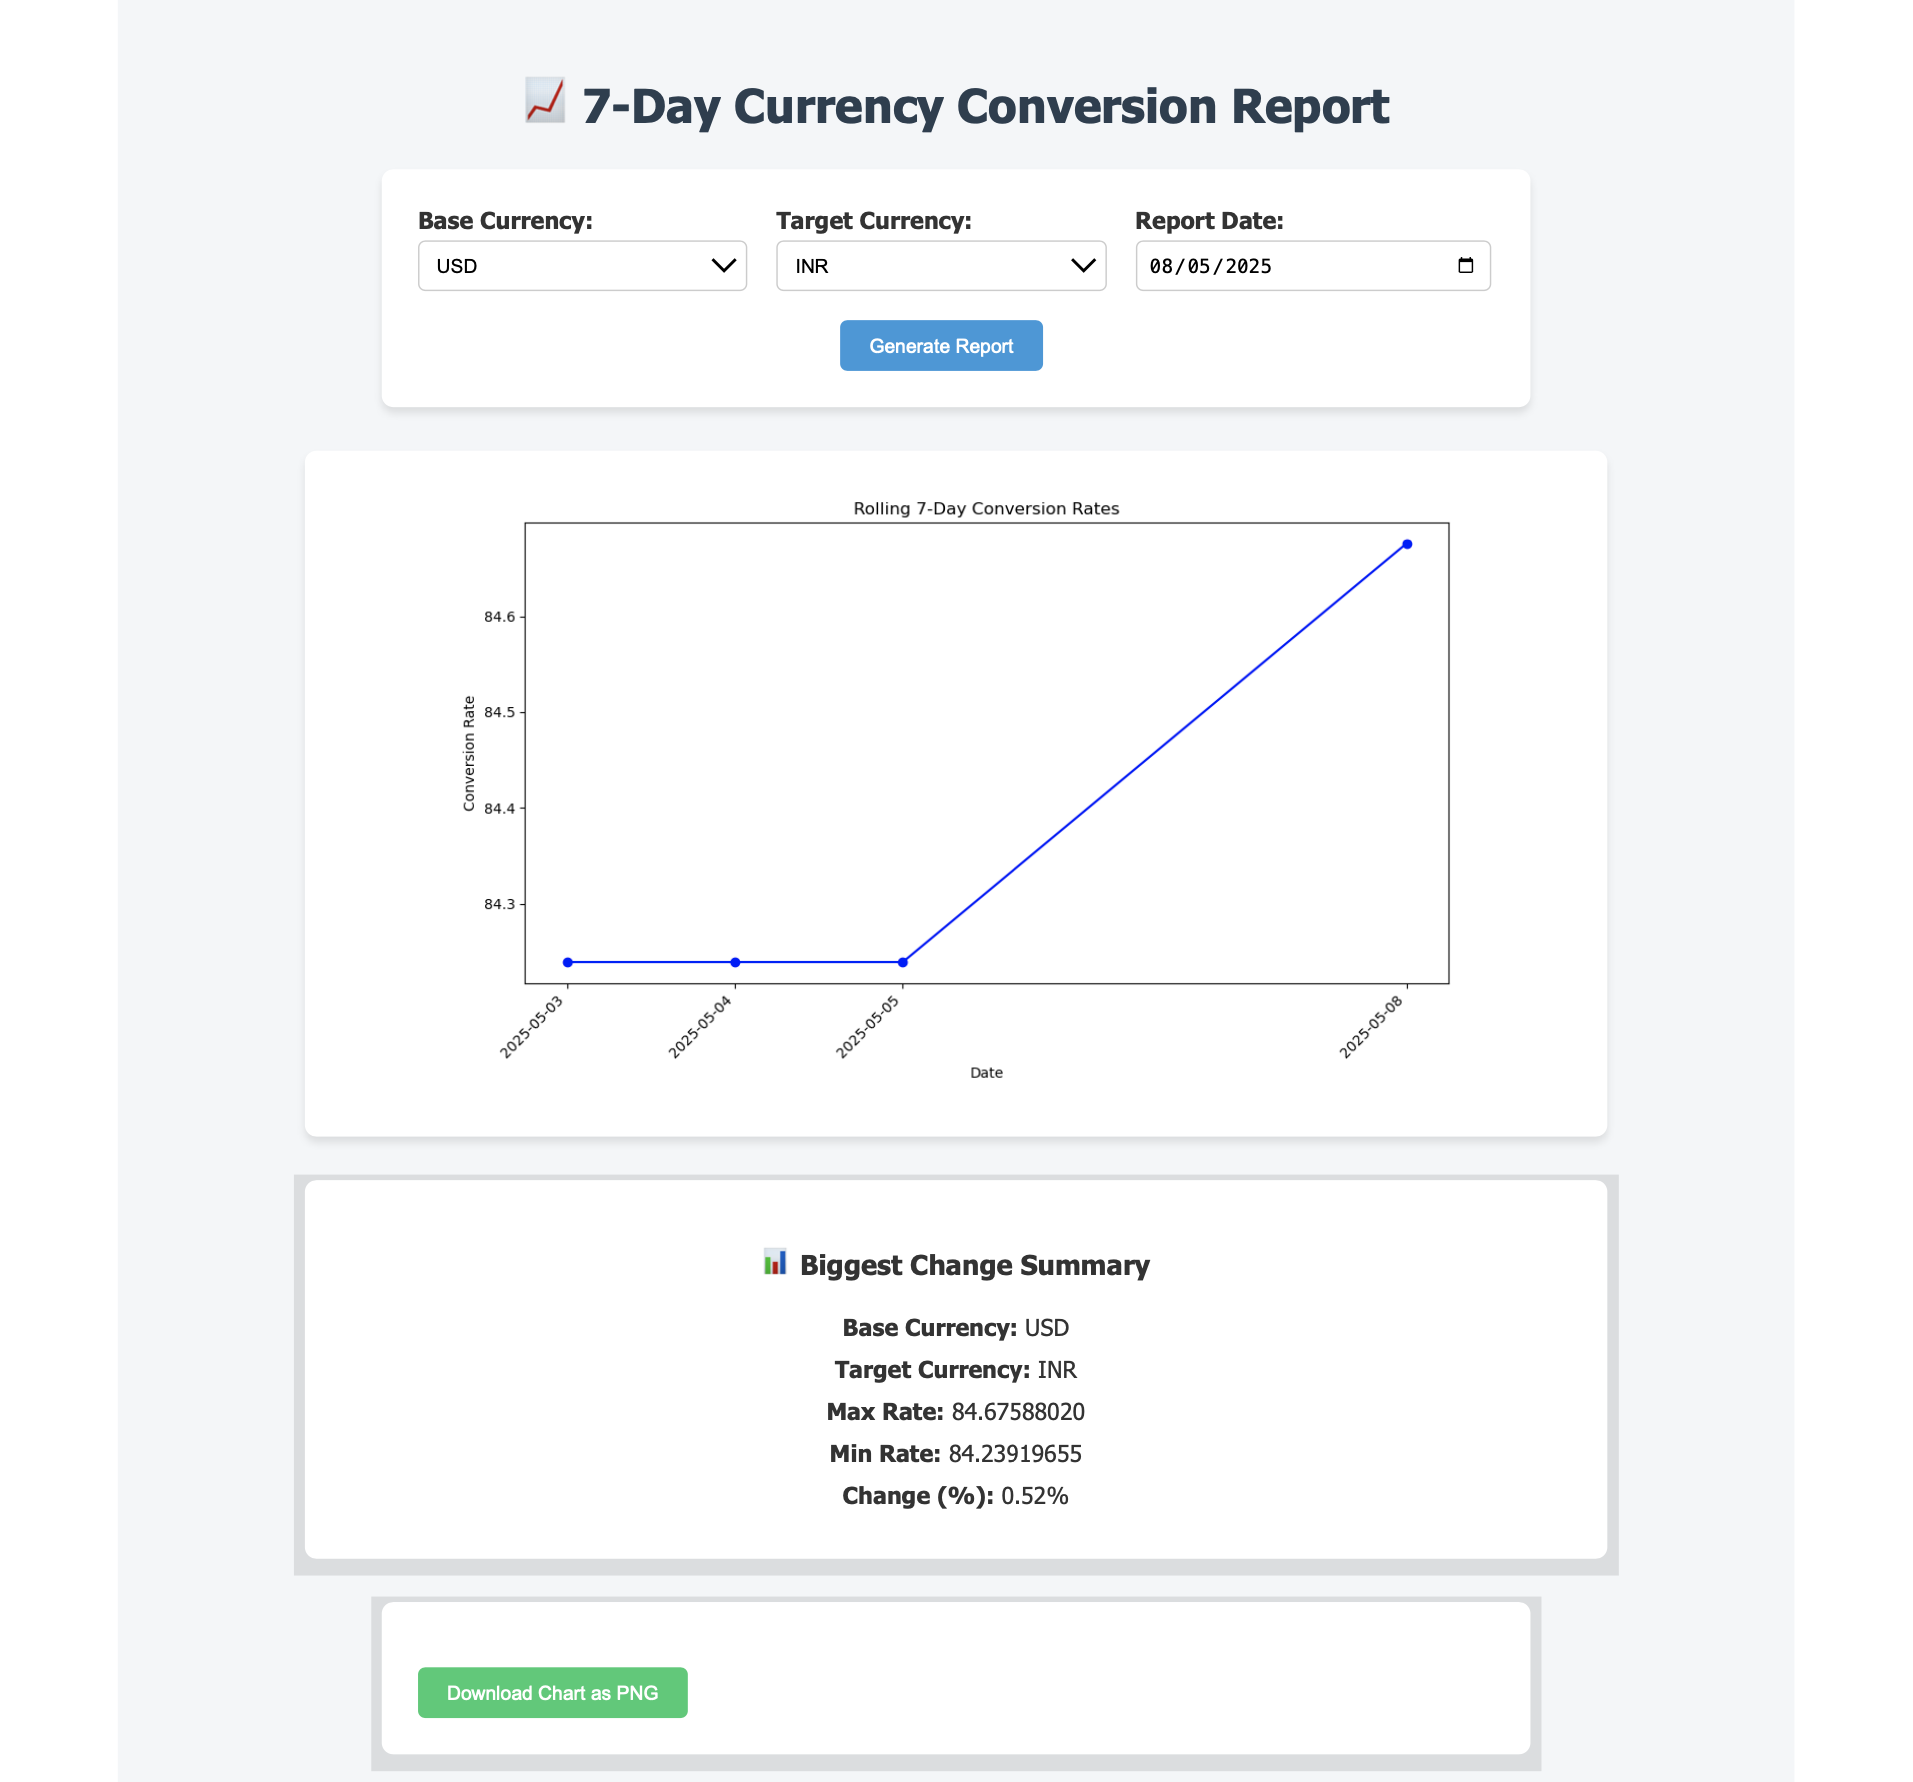 7-Day Currency Conversion Report
Base Currency: Target Currency: Report Date:
USD INR 08/05/2025
Generate Report
Rolling 7-Day Conversion Rates
84.6
84.5
84.4
84.3
Conversion Rate
2025-05-03 2025-05-04 2025-05-05 2025-05-08
Date
Biggest Change Summary
Base Currency: USD
Target Currency: INR
Max Rate: 84.67588020
Min Rate: 84.23919655
Change (%): 0.52%
Download Chart as PNG